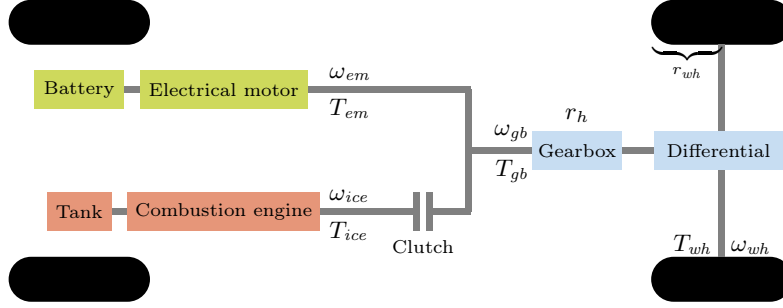 r_wh
Battery
Electrical motor
ω_em
T_em
r_h
ω_gb
Gearbox
Differential
T_gb
Tank
Combustion engine
ω_ice
T_ice
Clutch
T_wh
ω_wh